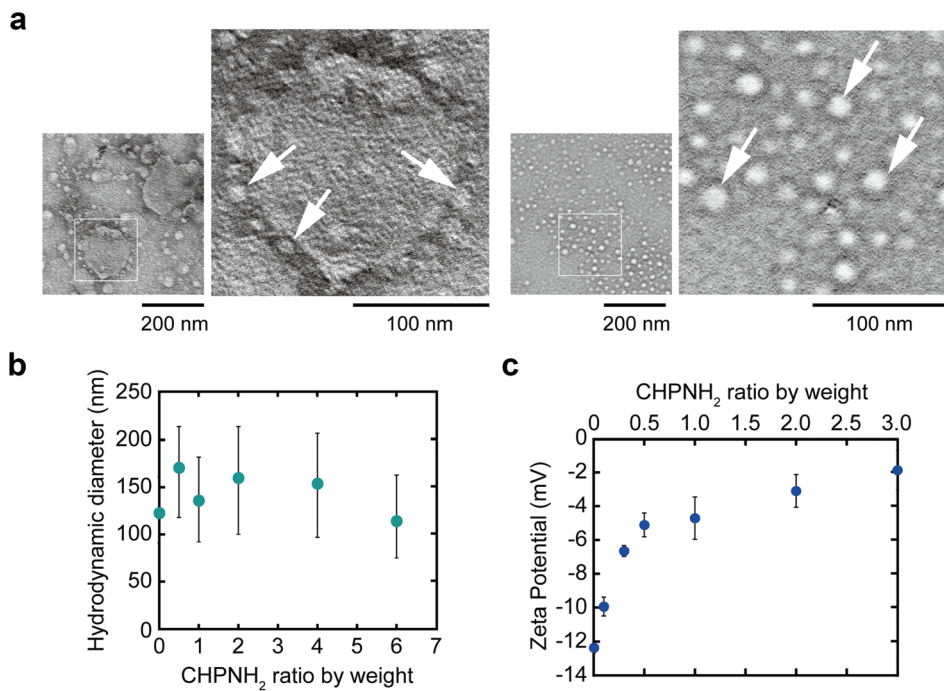 a
200 nm
100 nm
200 nm
100 nm
b
Hydrodynamic diameter (nm)
250
200
150
100
50
0
0 1 2 3 4 5 6 7
CHPNH₂ ratio by weight
c
CHPNH₂ ratio by weight
0 0.5 1.0 1.5 2.0 2.5 3.0
Zeta Potential (mV)
0
-2
-4
-6
-8
-10
-12
-14